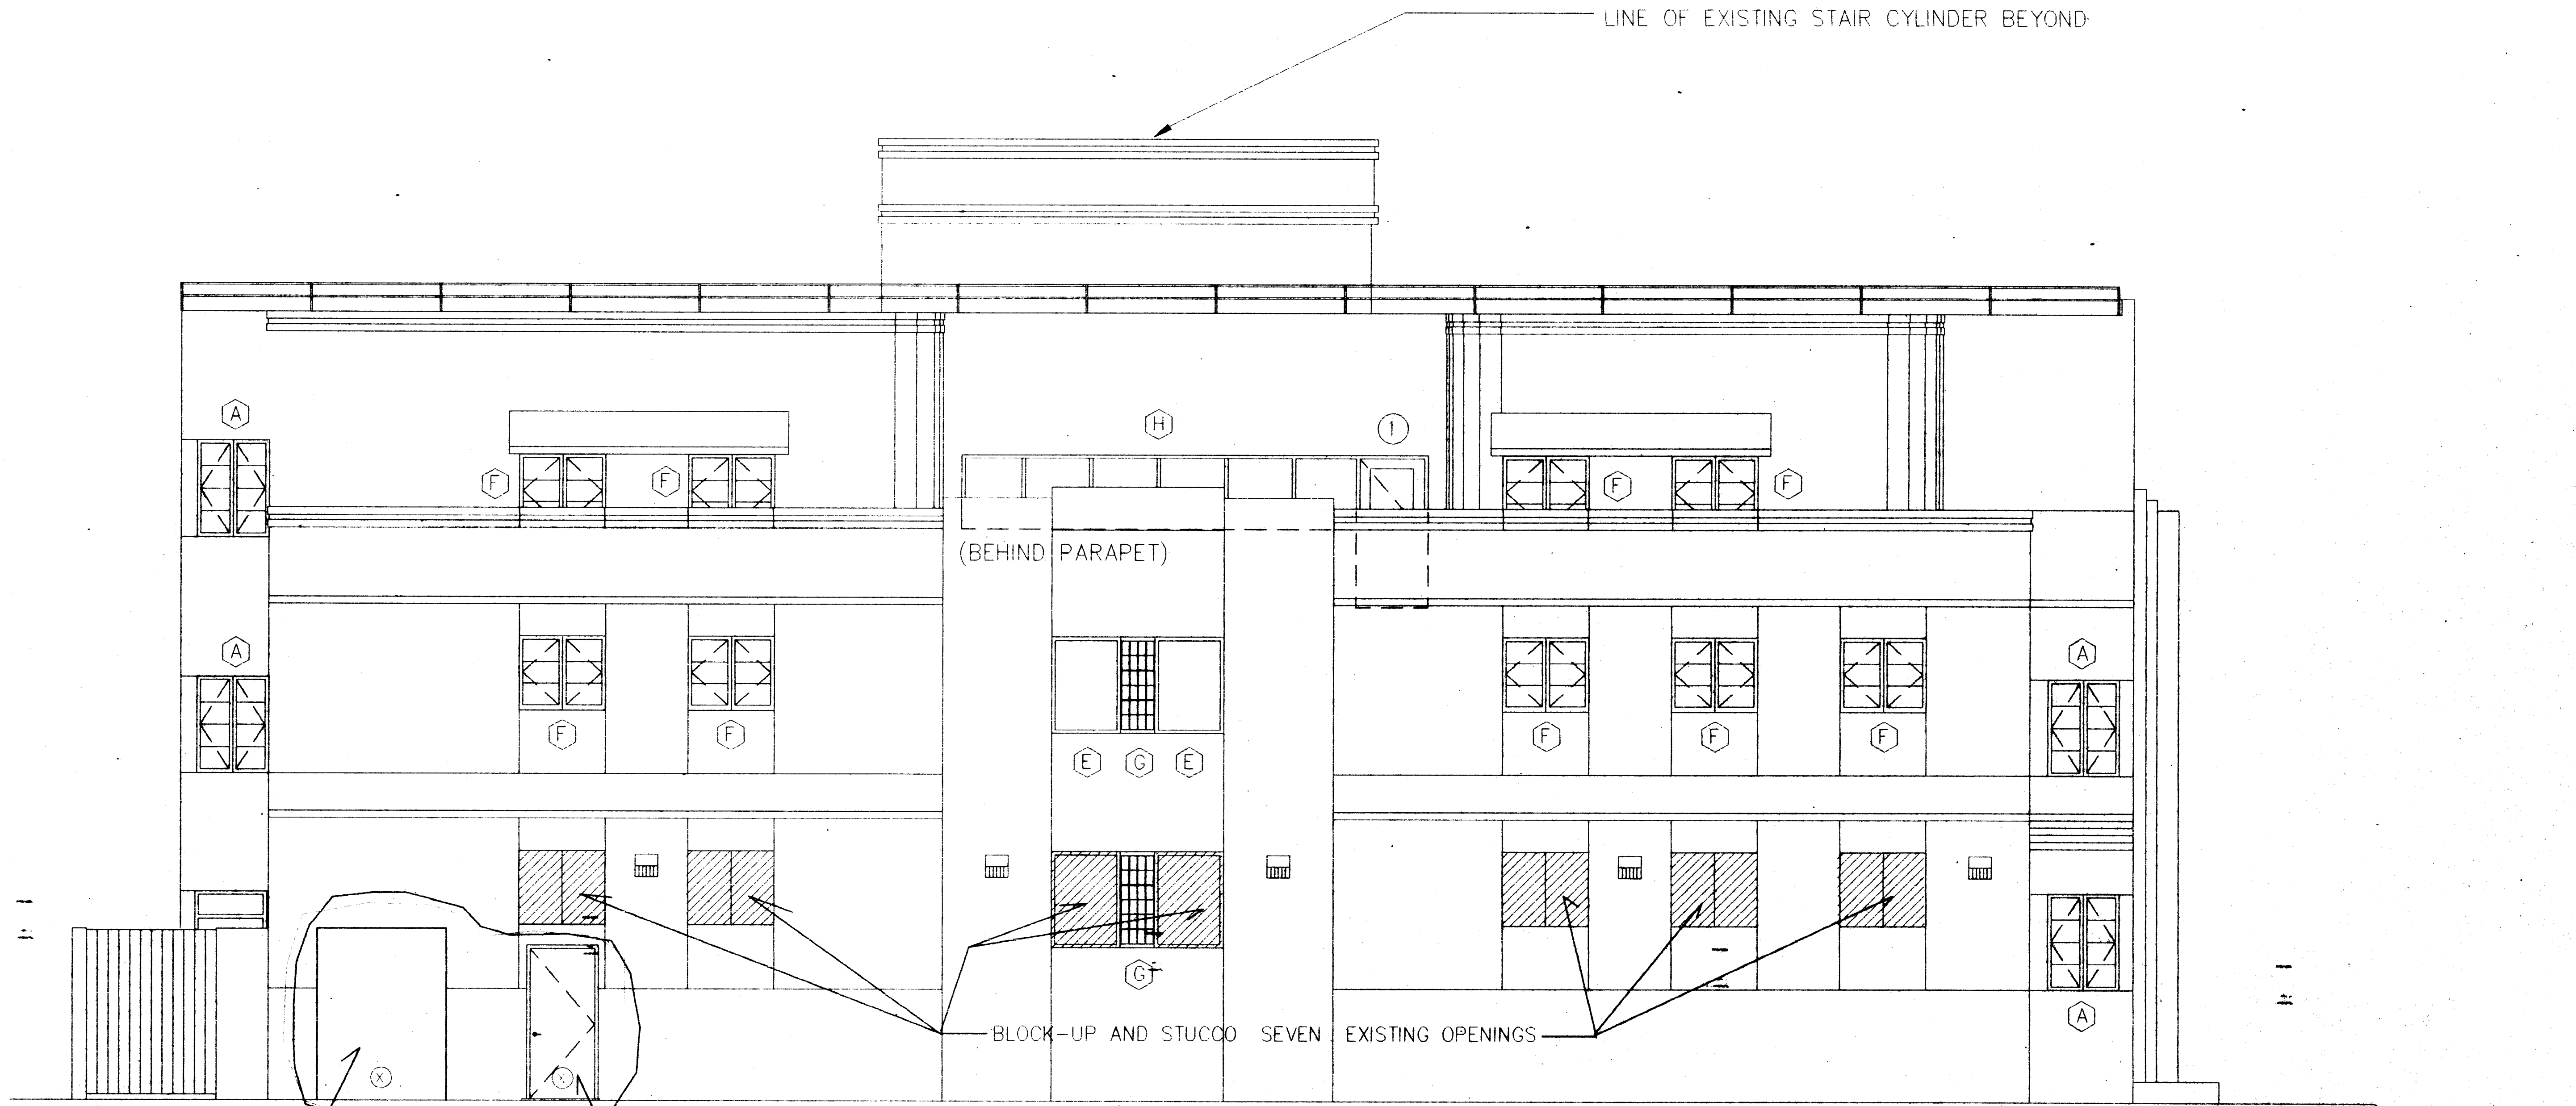 LINE OF EXISTING STAIR CYLINDER BEYOND
A
H
1
F
F
F
F
(BEHIND PARAPET)
A
A
F
F
F
F
F
E
G
E
G
A
BLOCK-UP AND STUCCO SEVEN EXISTING OPENINGS
X
X